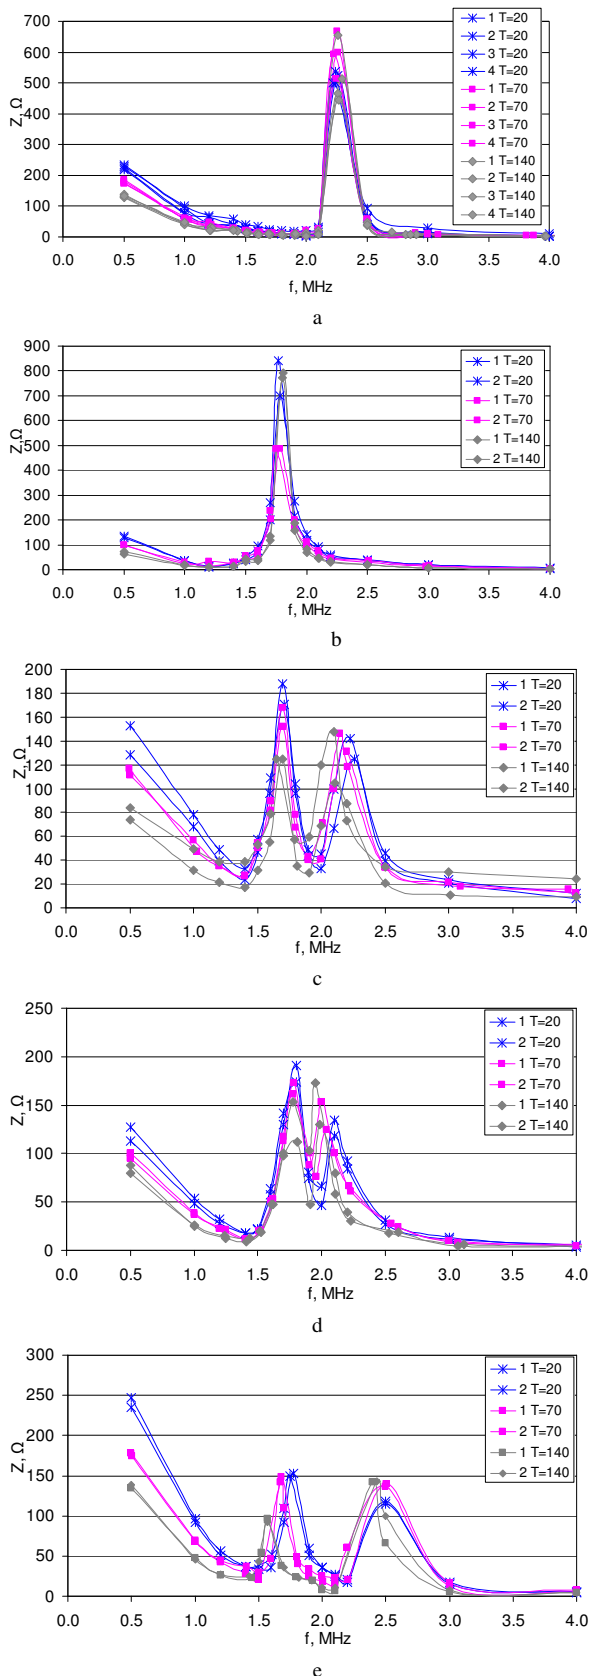 700
600
500
400
300
200
100
0
Z, Ω
0.0 0.5 1.0 1.5 2.0 2.5 3.0 3.5 4.0
f, MHz
1 T=20
2 T=20
3 T=20
4 T=20
1 T=70
2 T=70
3 T=70
4 T=70
1 T=140
2 T=140
3 T=140
4 T=140
a
900
800
700
600
500
400
300
200
100
0
Z, Ω
0.0 0.5 1.0 1.5 2.0 2.5 3.0 3.5 4.0
f, MHz
1 T=20
2 T=20
1 T=70
2 T=70
1 T=140
2 T=140
b
200
180
160
140
120
100
80
60
40
20
0
Z, Ω
0.0 0.5 1.0 1.5 2.0 2.5 3.0 3.5 4.0
f, MHz
1 T=20
2 T=20
1 T=70
2 T=70
1 T=140
2 T=140
c
250
200
150
100
50
0
Z, Ω
0.0 0.5 1.0 1.5 2.0 2.5 3.0 3.5 4.0
f, MHz
1 T=20
2 T=20
1 T=70
2 T=70
1 T=140
2 T=140
d
300
250
200
150
100
50
0
Z, Ω
0.0 0.5 1.0 1.5 2.0 2.5 3.0 3.5 4.0
f, MHz
1 T=20
2 T=20
1 T=70
2 T=70
1 T=140
2 T=140
e